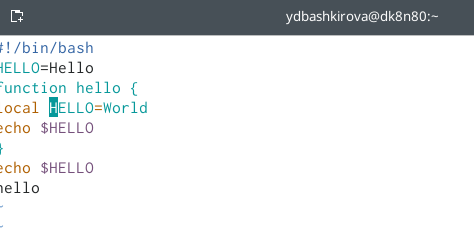 ydbashkirova@dk8n80:~
#!/bin/bash
HELLO=Hello
function hello {
local HELLO=World
echo $HELLO
}
echo $HELLO
hello
~
~